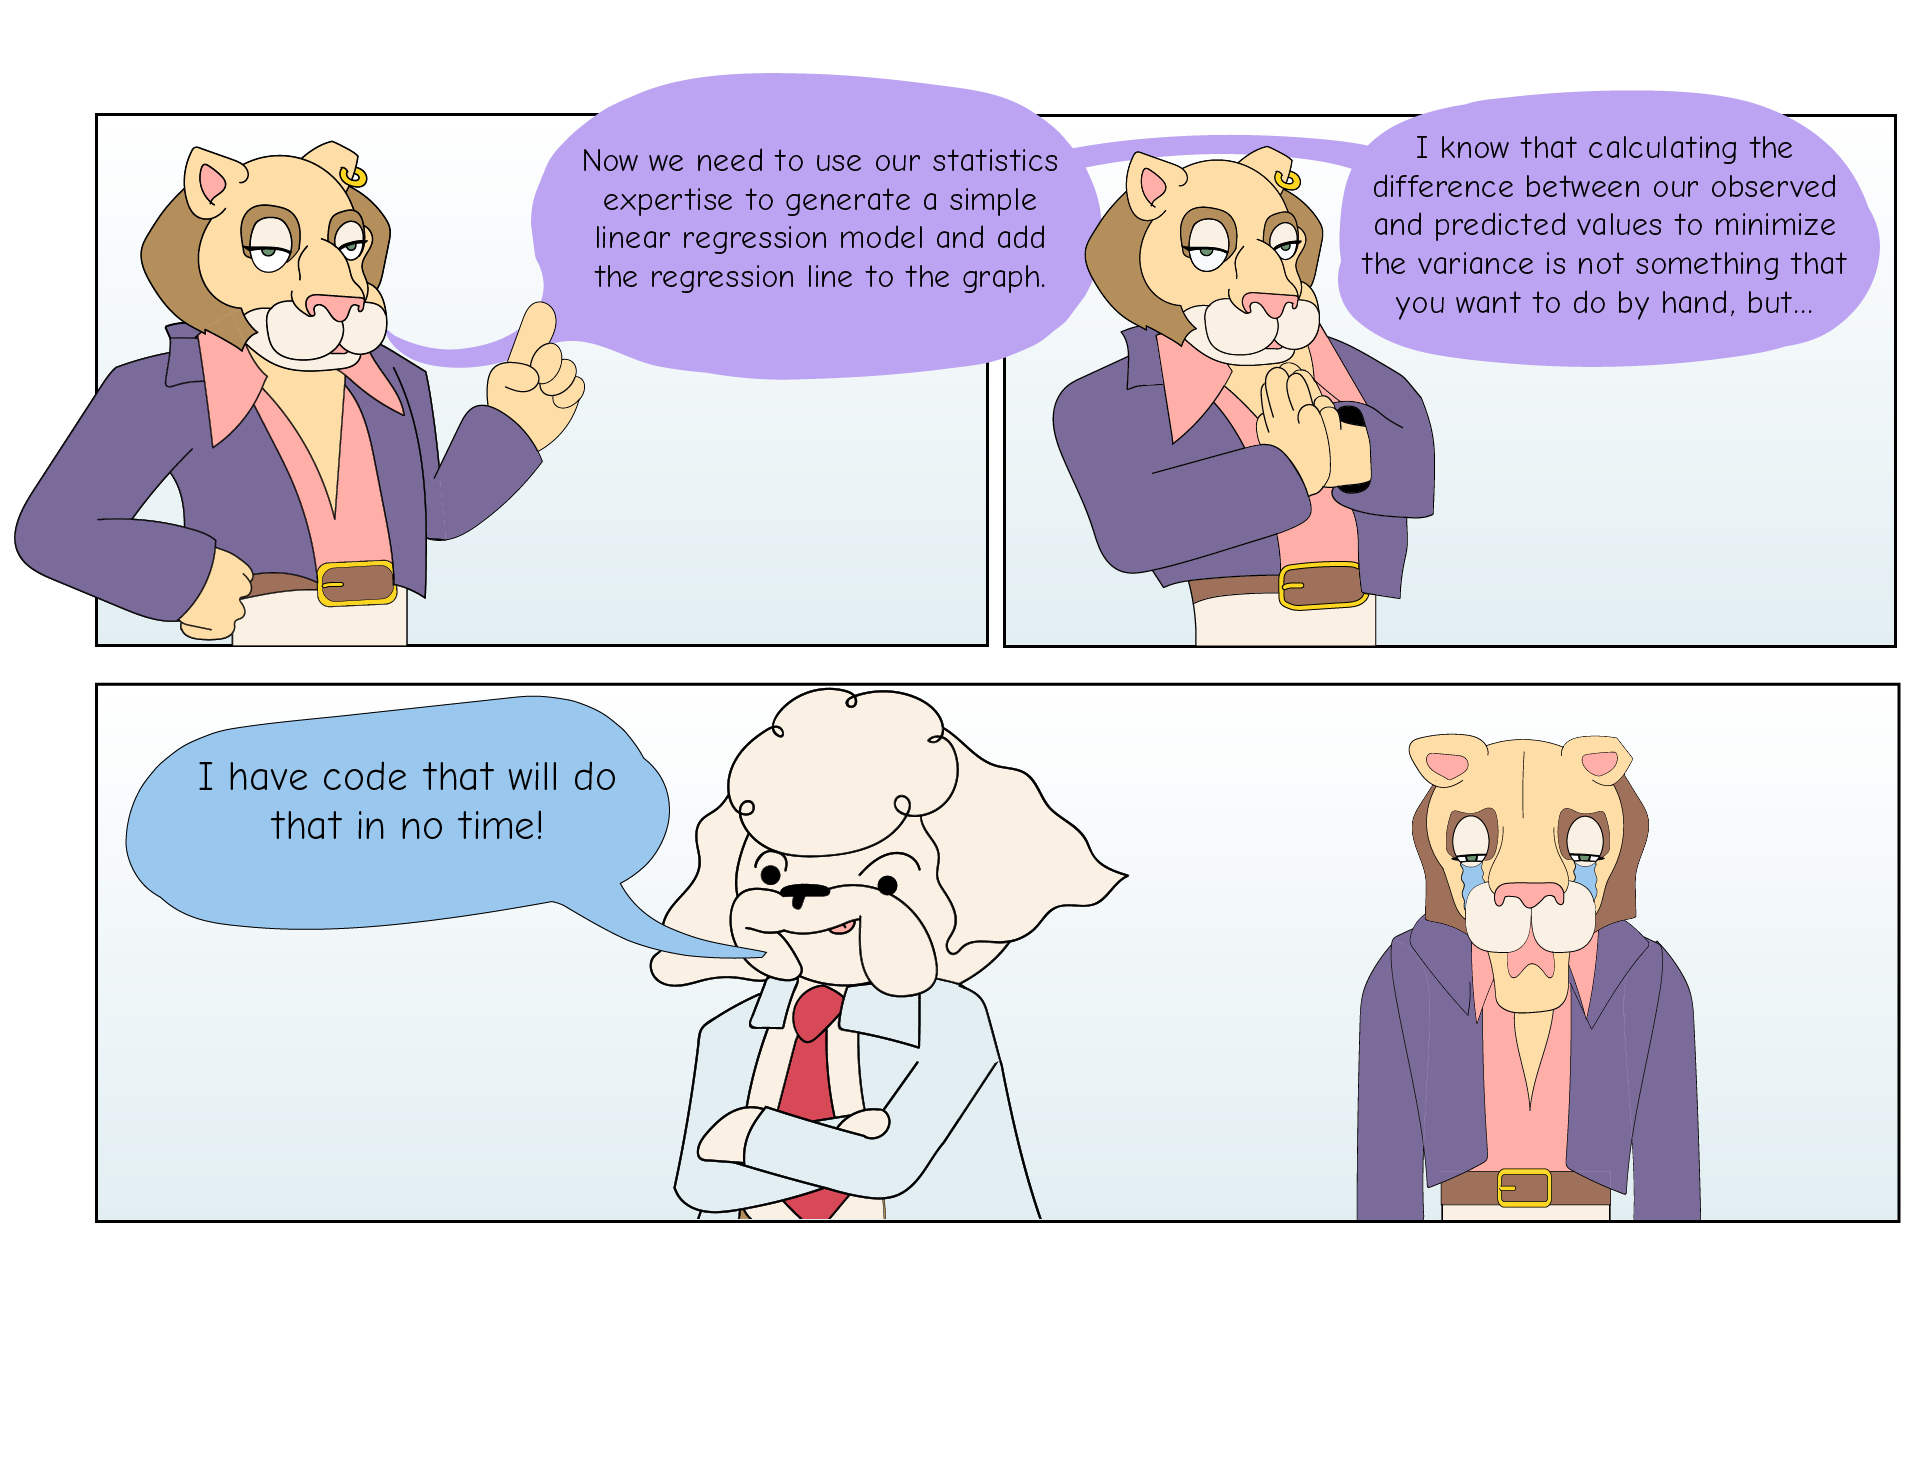 Now we need to use our statistics
expertise to generate a simple
linear regression model and add
the regression line to the graph.
I know that calculating the
difference between our observed
and predicted values to minimize
the variance is not something that
you want to do by hand, but...
I have code that will do
that in no time!